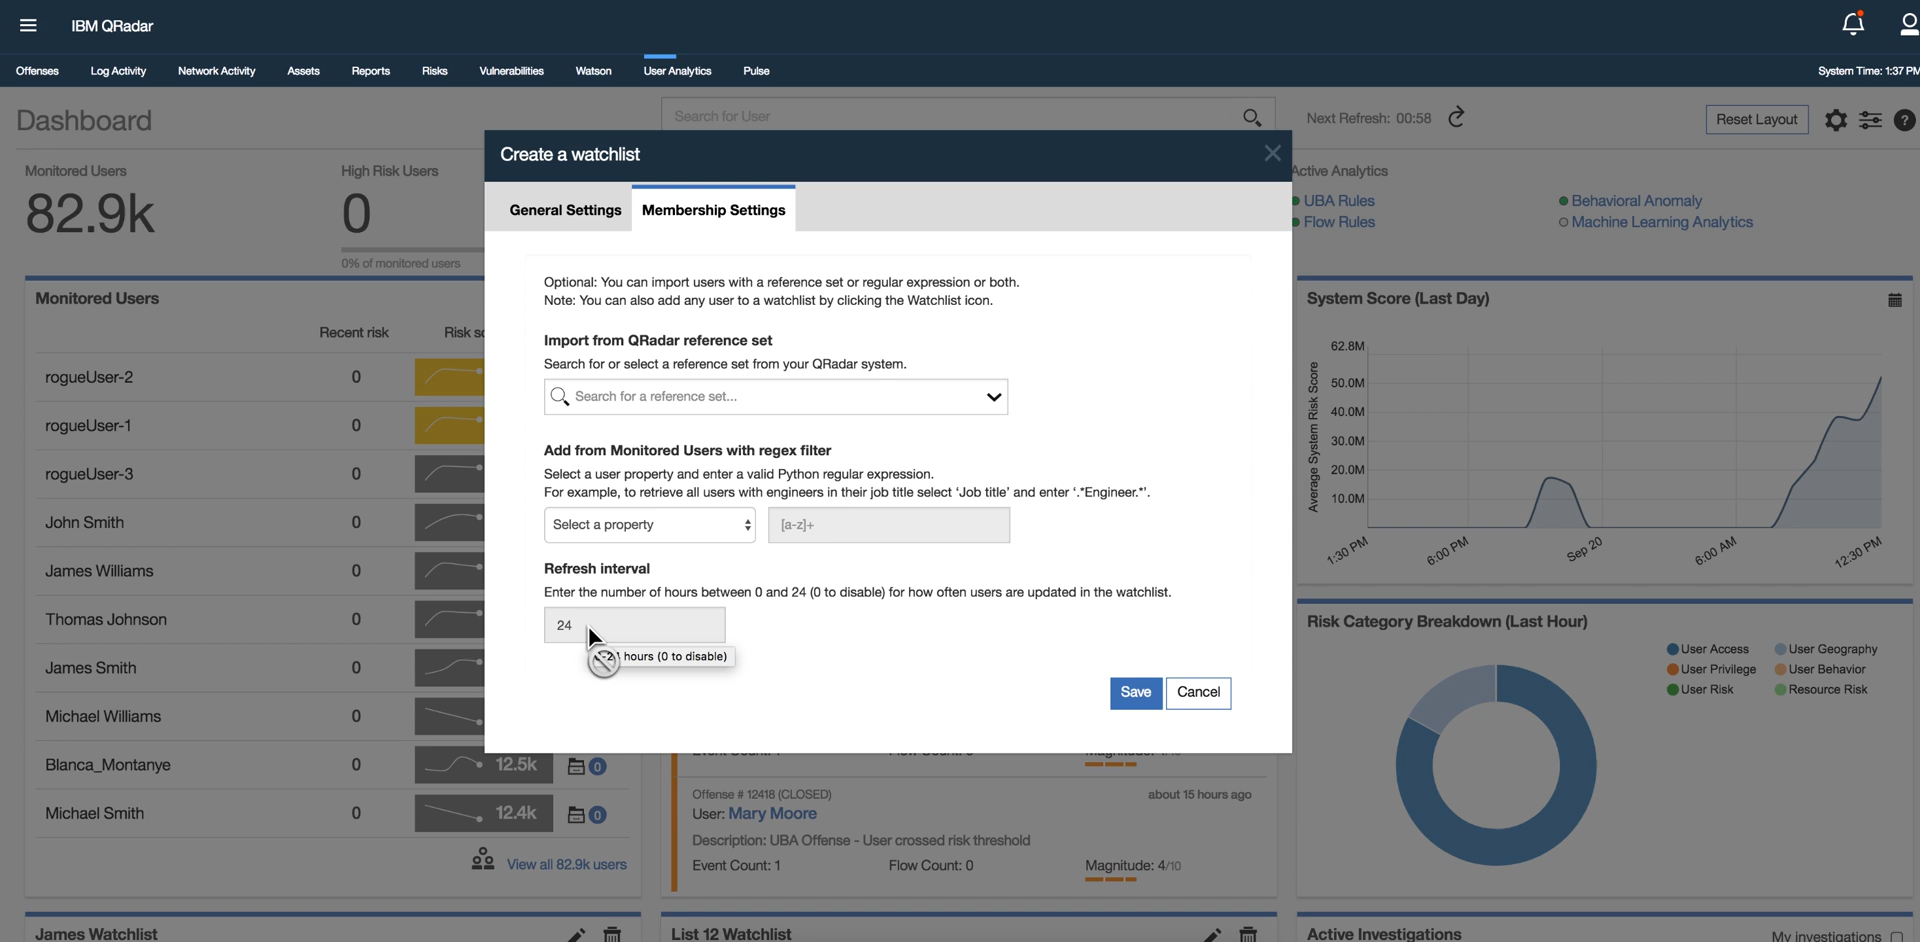 IBM QRadar
Offenses Log Activity Network Activity Assets Reports Risks Vulnerabilities Watson User Analytics Pulse System Time: 1:37 PM
Dashboard
Search for User
Next Refresh: 00:58
Reset Layout
Monitored Users
82.9k
High Risk Users
0
0% of monitored users
Active Analytics
UBA Rules
Behavioral Anomaly
Flow Rules
Machine Learning Analytics
Create a watchlist
General Settings Membership Settings
Optional: You can import users with a reference set or regular expression or both.
Note: You can also add any user to a watchlist by clicking the Watchlist icon.
Import from QRadar reference set
Search for or select a reference set from your QRadar system.
Search for a reference set...
Add from Monitored Users with regex filter
Select a user property and enter a valid Python regular expression.
For example, to retrieve all users with engineers in their job title select ‘Job title’ and enter ‘.*Engineer.*’.
Select a property [a-z]+
Refresh interval
Enter the number of hours between 0 and 24 (0 to disable) for how often users are updated in the watchlist.
24
hours (0 to disable)
Save Cancel
Monitored Users
Recent risk Risk
rogueUser-2 0
rogueUser-1 0
rogueUser-3 0
John Smith 0
James Williams 0
Thomas Johnson 0
James Smith 0
Michael Williams 0
Blanca_Montanye 0 12.5k 0
Michael Smith 0 12.4k 0
View all 82.9k users
Offense # 12418 (CLOSED) about 15 hours ago
User: Mary Moore
Description: UBA Offense - User crossed risk threshold
Event Count: 1 Flow Count: 0 Magnitude: 4/10
System Score (Last Day)
Average System Risk Score
62.8M
50.0M
40.0M
30.0M
20.0M
10.0M
1:30 PM 6:00 PM Sep 20 6:00 AM 12:30 PM
Risk Category Breakdown (Last Hour)
User Access User Geography
User Privilege User Behavior
User Risk Resource Risk
James Watchlist
List 12 Watchlist
Active Investigations
My investigations